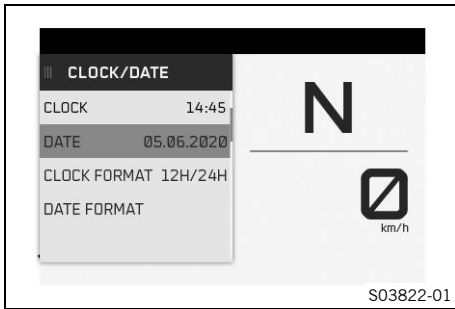 CLOCK/DATE
CLOCK 14:45
DATE 05.06.2020
CLOCK FORMAT 12H/24H
DATE FORMAT
N
0
km/h
S03822-01